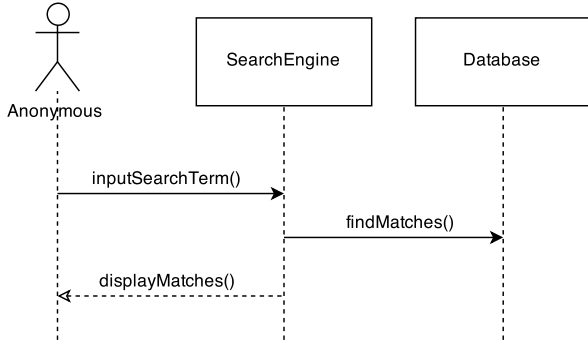 SearchEngine
Database
Anonymous
inputSearchTerm()
findMatches()
displayMatches()